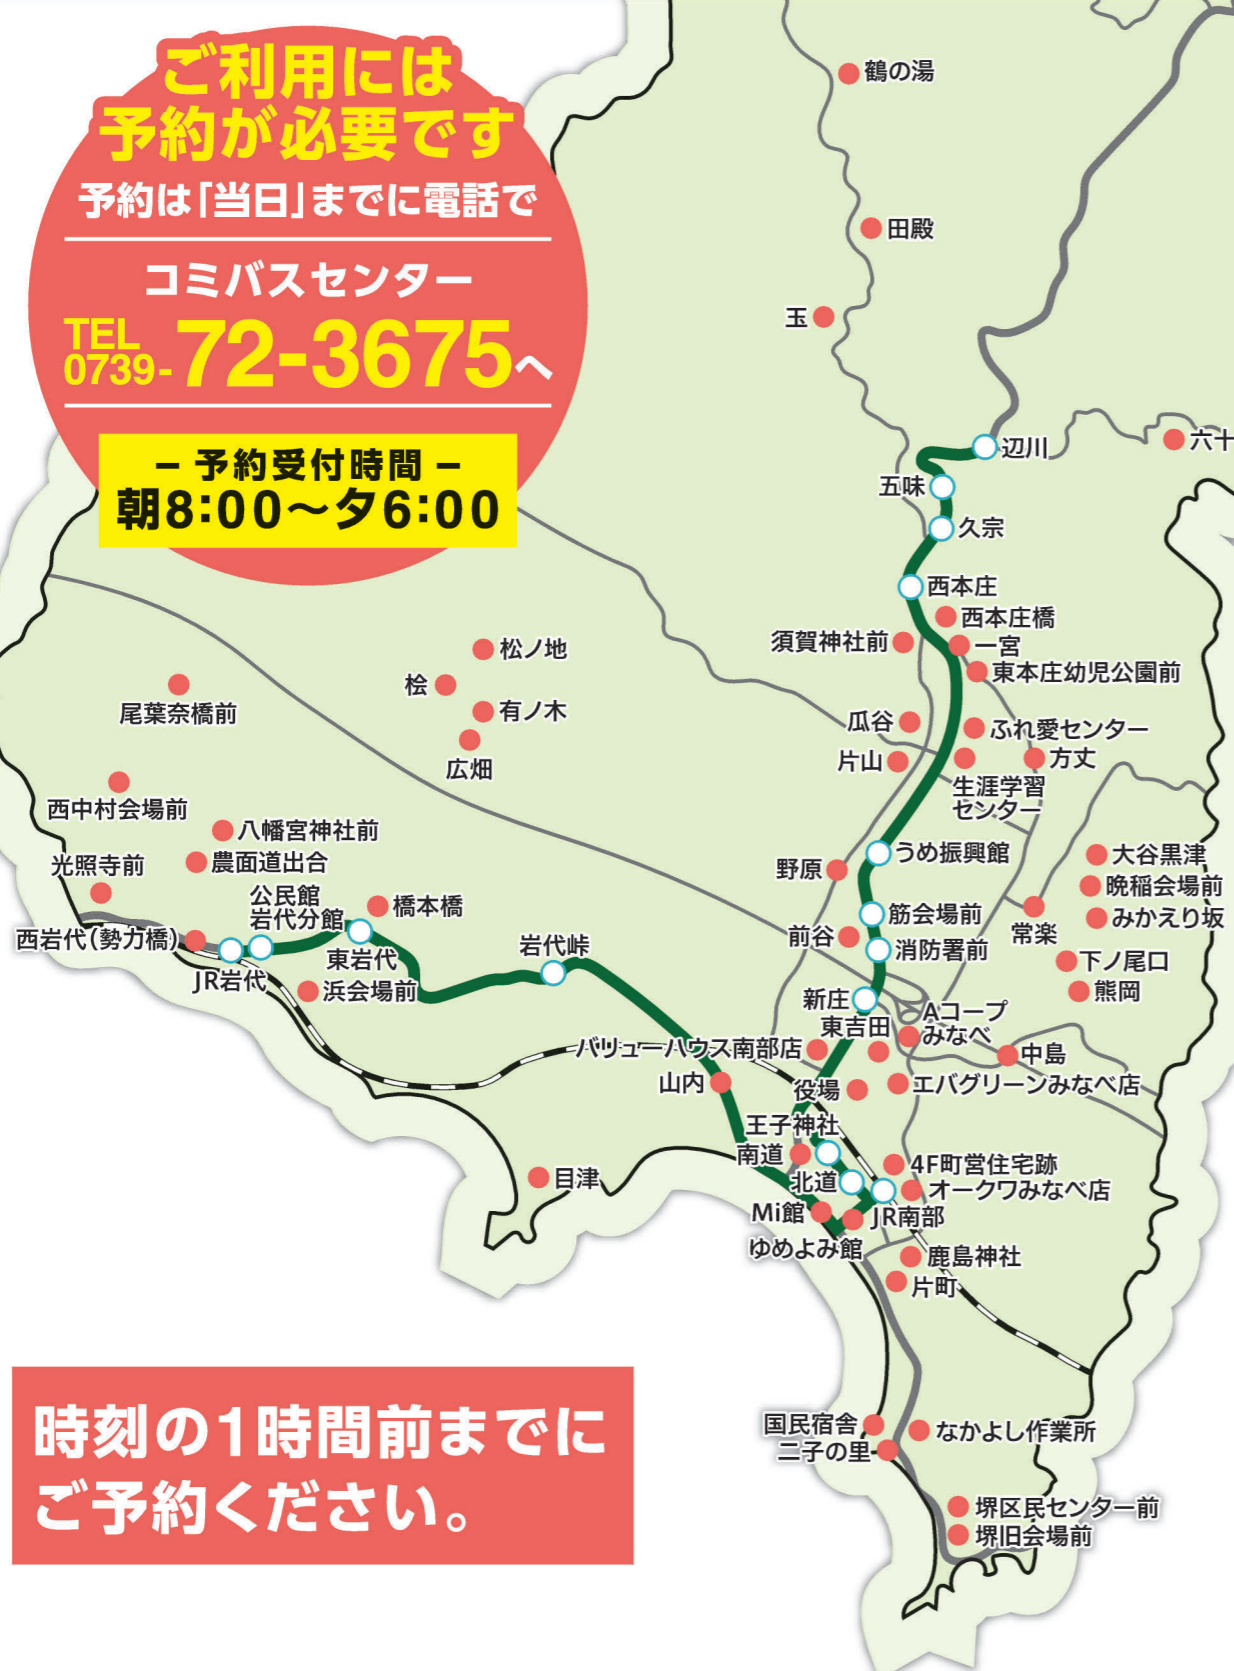 ご利用には
予約が必要です
予約は「当日」までに電話で
コミバスセンター
TEL
0739-72-3675へ
− 予約受付時間 −
朝8:00〜夕6:00
鶴の湯
田殿
玉
辺川
六十
五味
久宗
西本庄
西本庄橋
須賀神社前
一宮
東本庄幼児公園前
松ノ地
桧
有ノ木
広畑
尾葉奈橋前
瓜谷
ふれ愛センター
片山
方丈
生涯学習
センター
西中村会場前
八幡宮神社前
農面道出合
光照寺前
うめ振興館
野原
大谷黒津
晩稲会場前
みかえり坂
公民館
岩代分館
橋本橋
筋会場前
常楽
前谷
消防署前
西岩代(勢力橋)
東岩代
岩代峠
JR岩代
浜会場前
下ノ尾口
熊岡
新庄
Aコープ
みなべ
東吉田
バリューハウス南部店
中島
山内
役場
エバグリーンみなべ店
王子神社
南道
北道
4F町営住宅跡
オークワみなべ店
目津
Mi館
JR南部
ゆめよみ館
鹿島神社
片町
時刻の1時間前までに
ご予約ください。
国民宿舎
なかよし作業所
二子の里
堺区民センター前
堺旧会場前